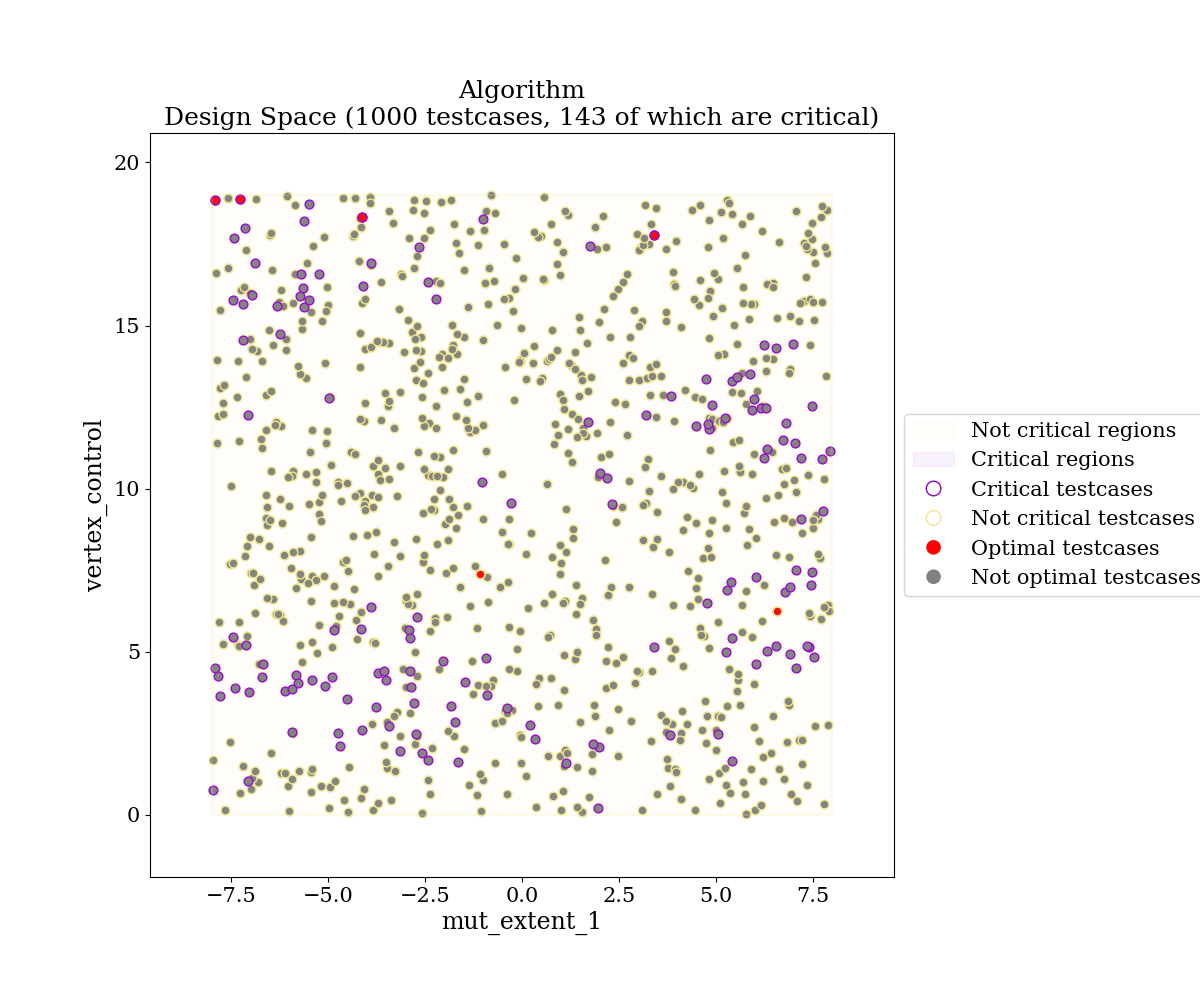 Algorithm
Design Space (1000 testcases, 143 of which are critical)
20
15
10
5
0
vertex_control
−7.5
−5.0
−2.5
0.0
2.5
5.0
7.5
mut_extent_1
Not critical regions
Critical regions
Critical testcases
Not critical testcases
Optimal testcases
Not optimal testcases